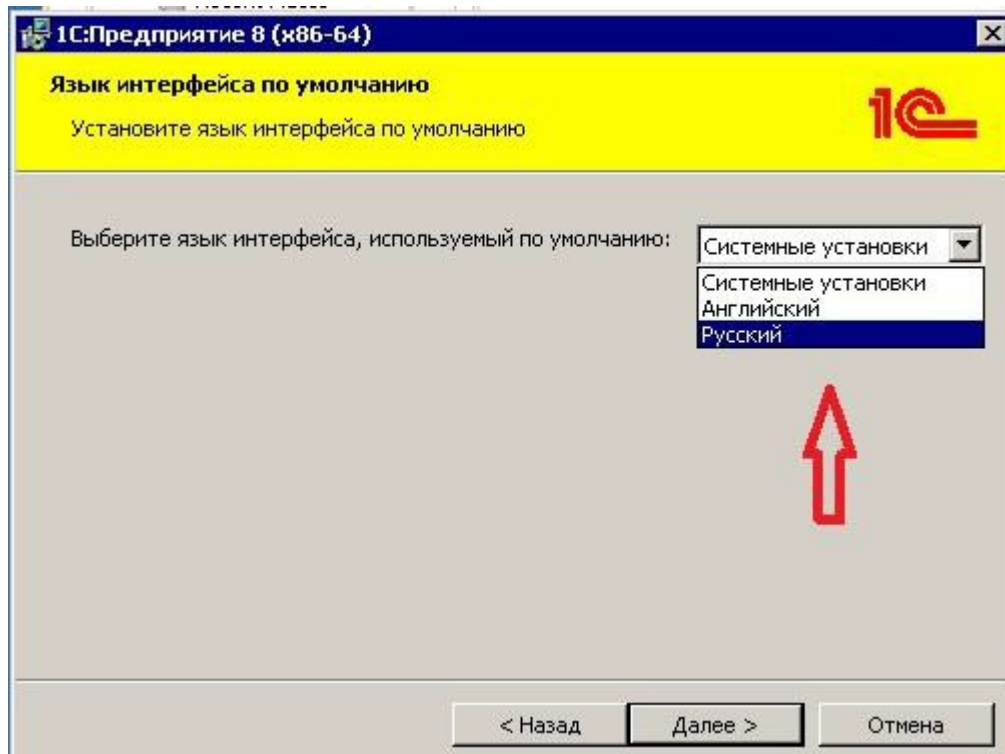 1С:Предприятие 8 (x86-64)
Язык интерфейса по умолчанию
Установите язык интерфейса по умолчанию
1С
Выберите язык интерфейса, используемый по умолчанию:
Системные установки
Системные установки
Английский
Русский
< Назад
Далее >
Отмена